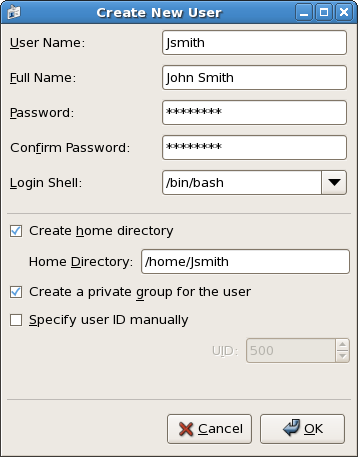 Create New User
User Name: Jsmith
Full Name: John Smith
Password: ********
Confirm Password: ********
Login Shell: /bin/bash
Create home directory
Home Directory: /home/Jsmith
Create a private group for the user
Specify user ID manually
UID: 500
Cancel OK